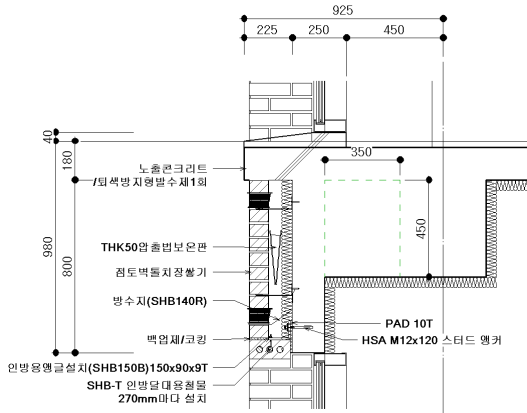 925
225
250
450
40
180
980
800
350
450
노출콘크리트
/퇴색방지형발수제1회
THK50압출법보온판
점토벽돌치장쌓기
방수지(SHB140R)
백업제/코킹
인방용앵글설치(SHB150B)150x90x9T
SHB-T 인방달대용철물
270mm마다 설치
PAD 10T
HSA M12x120 스터드 앵커